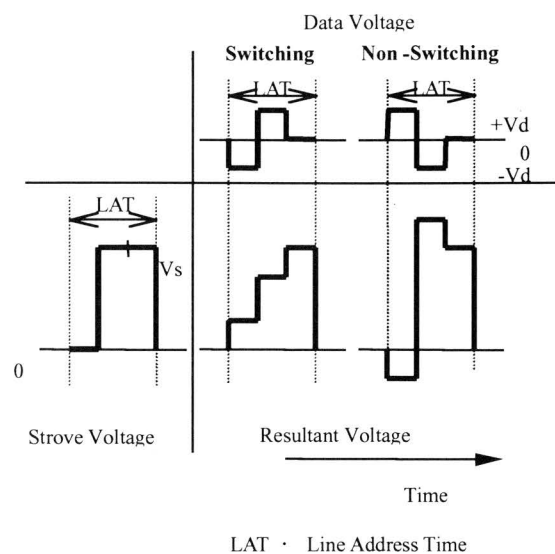 Data Voltage
Switching
Non -Switching
LAT
LAT
+Vd
0
-Vd
LAT
Vs
0
Strove Voltage
Resultant Voltage
Time
LAT · Line Address Time